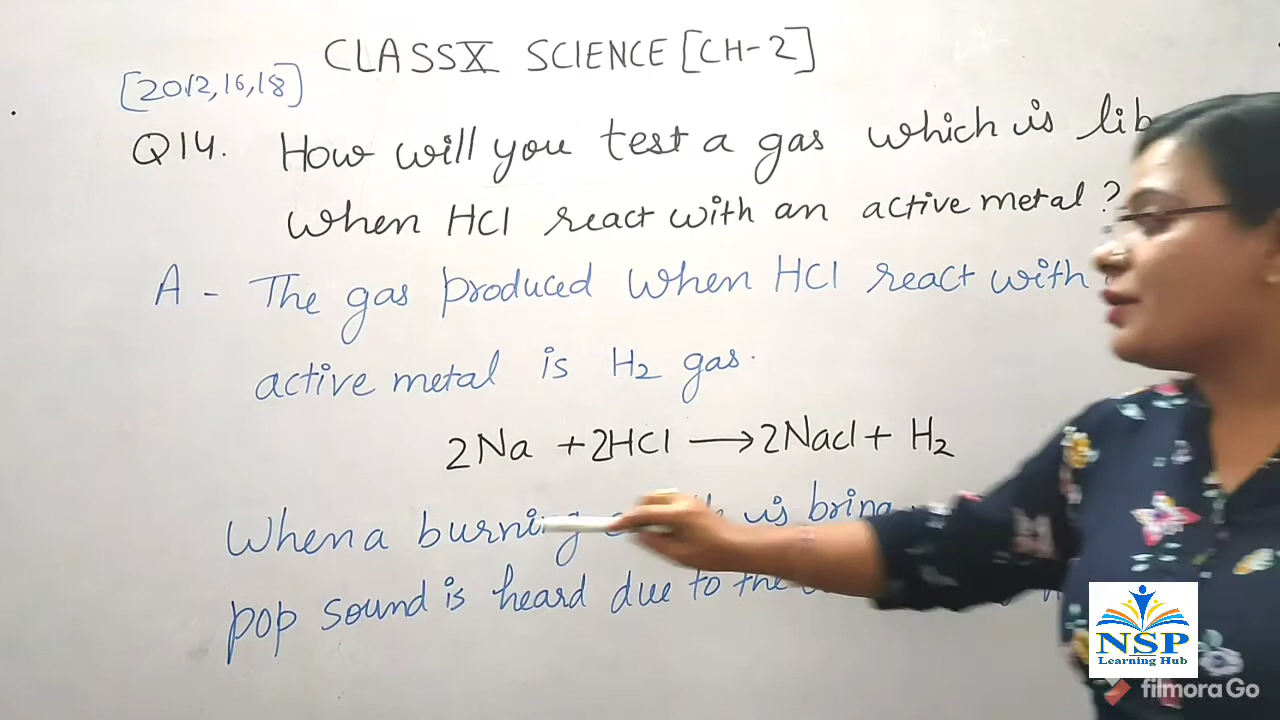 CLASS X SCIENCE [CH-2]
[2012,16,18]
Q14. How will you test a gas which is lib
when HCl react with an active metal?
A - The gas produced when HCl react with
active metal is H2 gas.
2Na + 2HCl → 2Nacl + H2
When a burning is bring
pop sound is heard due to the
NSP
Learning Hub
filmora Go